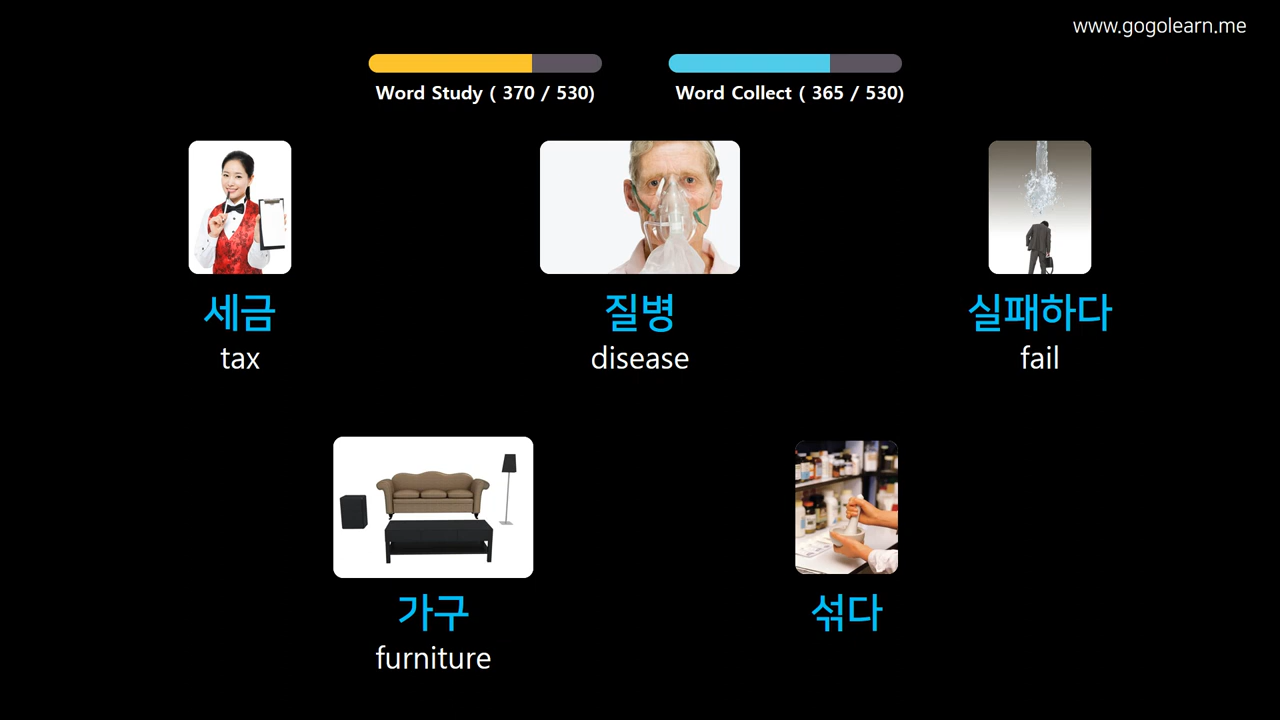 www.gogolearn.me
Word Study ( 370 / 530)
Word Collect ( 365 / 530)
세금
tax
질병
disease
실패하다
fail
가구
furniture
섞다